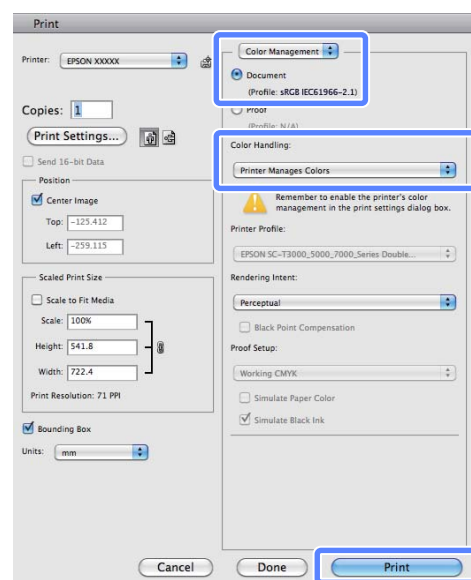 Print
Printer: EPSON XXXXX
Copies: 1
Print Settings...
Send 16-bit Data
Position
Center Image
Top: -125.412
Left: -259.115
Scaled Print Size
Scale to Fit Media
Scale: 100%
Height: 541.8
Width: 722.4
Print Resolution: 71 PPI
Bounding Box
Units: mm
Color Management
Document
(Profile: sRGB IEC61966-2.1)
Proof
(Profile: N/A)
Color Handling:
Printer Manages Colors
Remember to enable the printer's color
management in the print settings dialog box.
Printer Profile:
EPSON SC-T3000_5000_7000_Series Double...
Rendering Intent:
Perceptual
Black Point Compensation
Proof Setup:
Working CMYK
Simulate Paper Color
Simulate Black Ink
Cancel
Done
Print